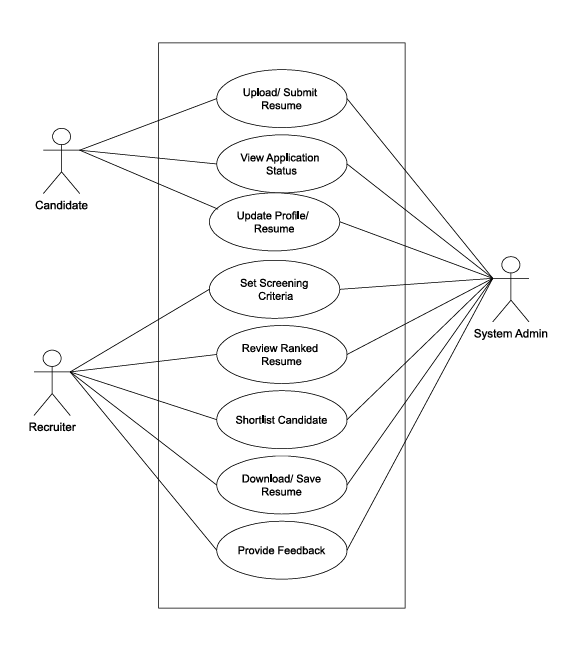 Upload/ Submit
Resume
View Application
Status
Candidate
Update Profile/
Resume
Set Screening
Criteria
System Admin
Review Ranked
Resume
Recruiter
Shortlist Candidate
Download/ Save
Resume
Provide Feedback